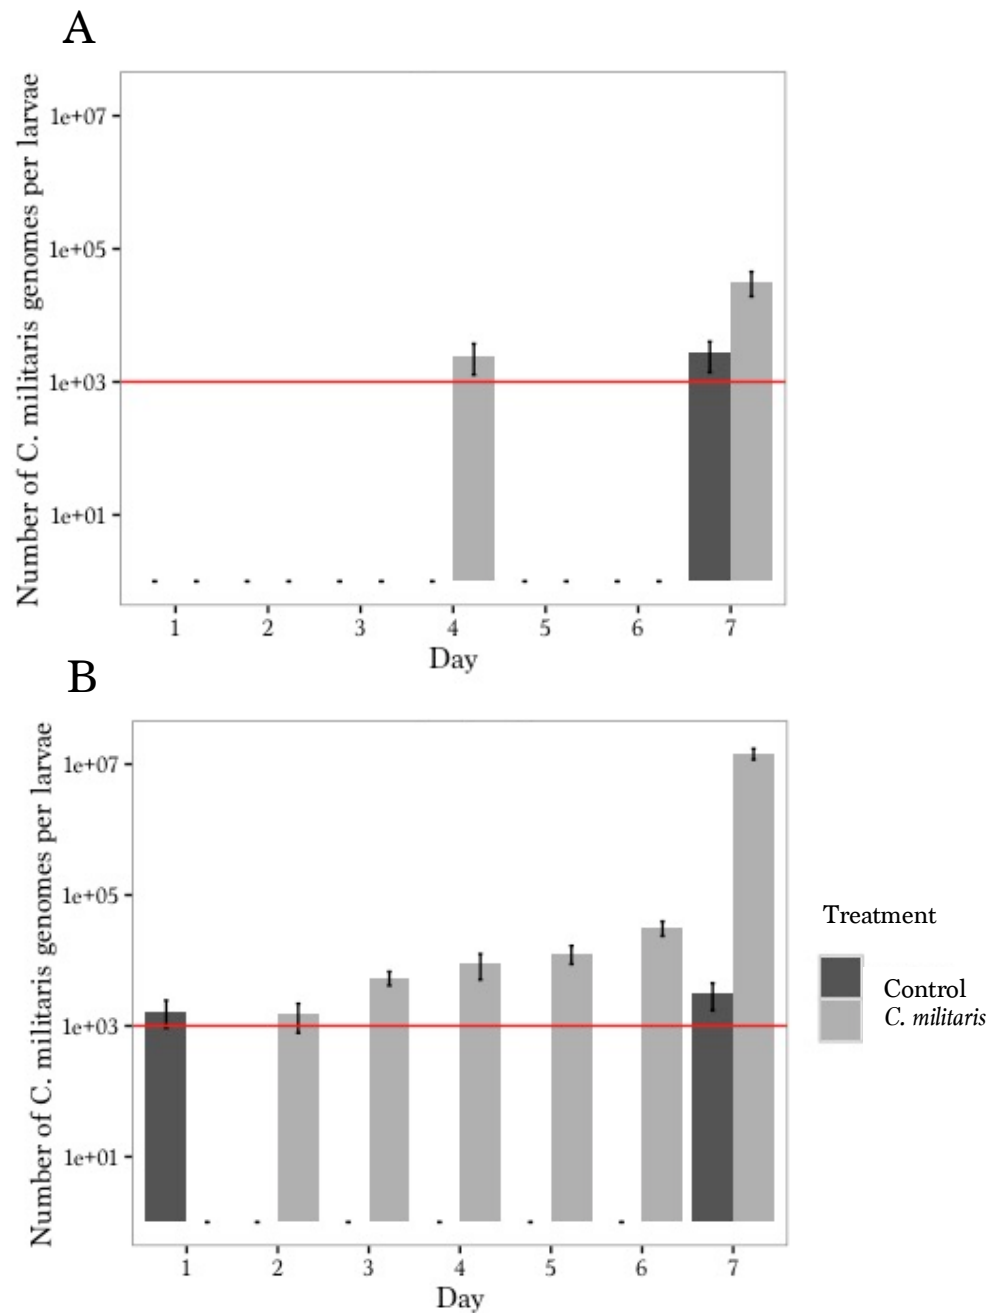 A
Number of C. militaris genomes per larvae
1e+07
1e+05
1e+03
1e+01
1 2 3 4 5 6 7
Day
B
Number of C. militaris genomes per larvae
1e+07
1e+05
1e+03
1e+01
1 2 3 4 5 6 7
Day
Treatment
Control
C. militaris